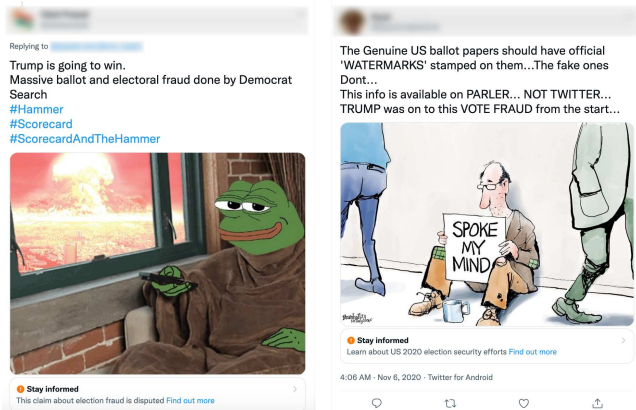 Replying to
Trump is going to win.
Massive ballot and electoral fraud done by Democrat
Search
#Hammer
#Scorecard
#ScorecardAndTheHammer
Stay informed
This claim about election fraud is disputed Find out more
The Genuine US ballot papers should have official
'WATERMARKS' stamped on them...The fake ones
Dont...
This info is available on PARLER... NOT TWITTER...
TRUMP was on to this VOTE FRAUD from the start...
SPOKE
MY
MIND
Stay informed
Learn about US 2020 election security efforts Find out more
4:06 AM · Nov 6, 2020 · Twitter for Android